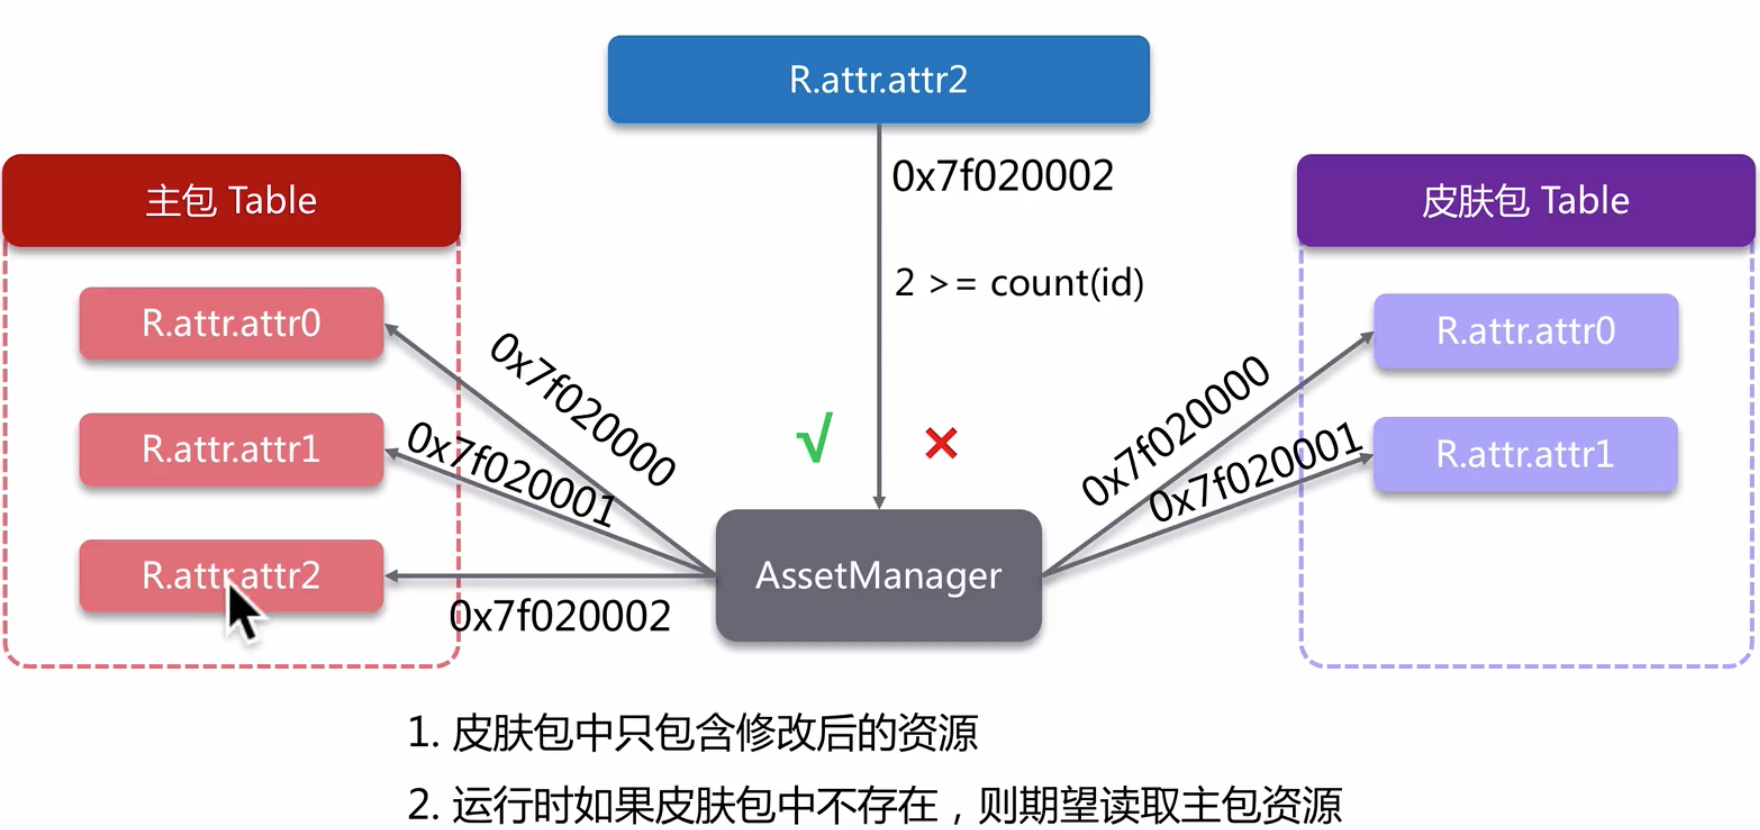 R.attr.attr2
0x7f020002
2 >= count(id)
主包 Table
R.attr.attr0
R.attr.attr1
R.attr.attr2
0x7f020000
0x7f020001
0x7f020002
√
×
AssetManager
0x7f020000
0x7f020001
皮肤包 Table
R.attr.attr0
R.attr.attr1
1. 皮肤包中只包含修改后的资源
2. 运行时如果皮肤包中不存在，则期望读取主包资源